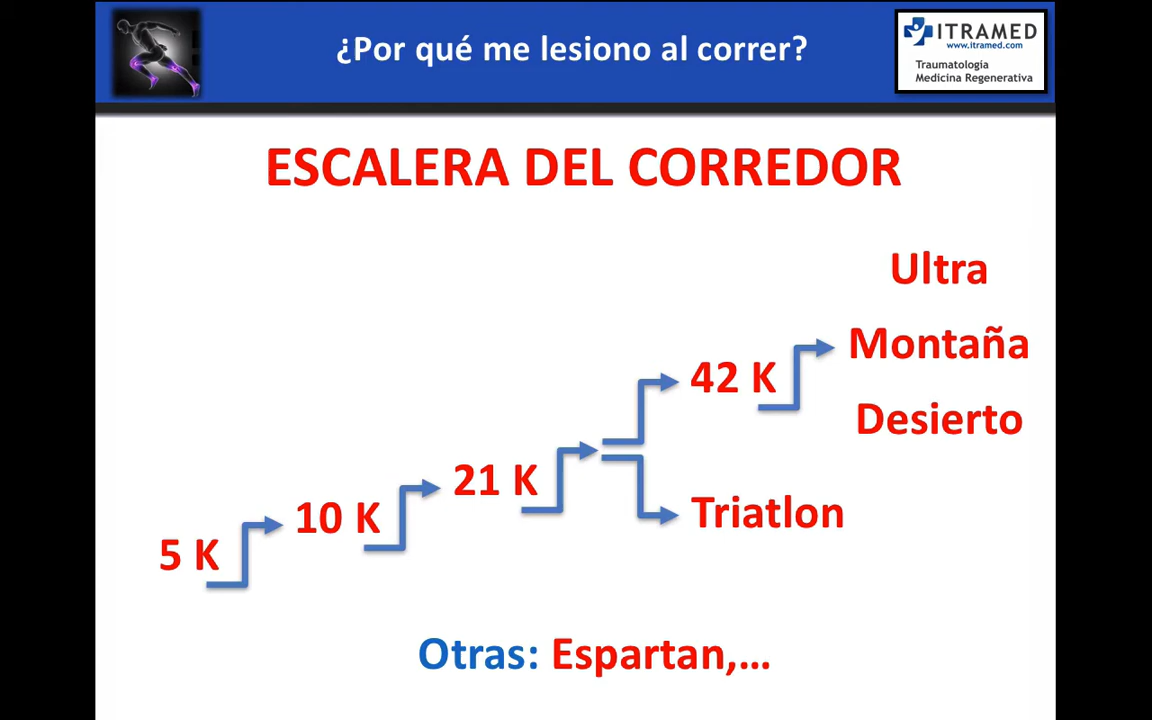 ¿Por qué me lesiono al correr?
ITRAMED
www.itramed.com
Traumatología
Medicina Regenerativa
ESCALERA DEL CORREDOR
Ultra
Montaña
Desierto
42 K
21 K
Triatlon
10 K
5 K
Otras: Espartan,...